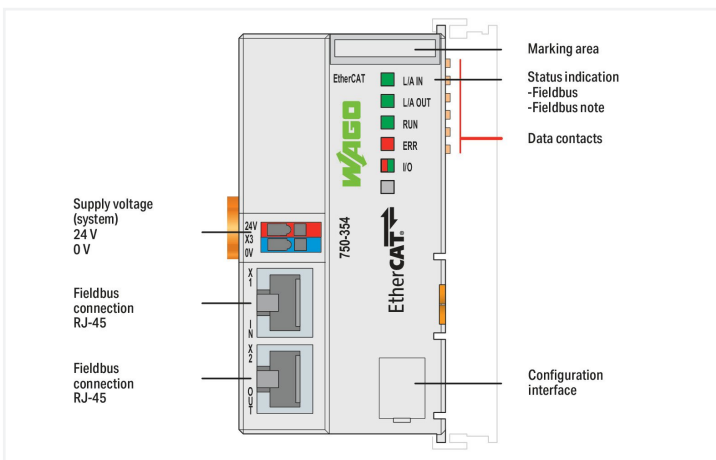 Marking area
Status indication
-Fieldbus
-Fieldbus note
Data contacts
EtherCAT
L/A IN
L/A OUT
RUN
ERR
I/O
WAGO
750-354
EtherCAT®
Supply voltage
(system)
24 V
0 V
24V
X3
0V
Fieldbus
connection
RJ-45
X
1
I
N
Fieldbus
connection
RJ-45
X
2
O
U
T
Configuration
interface